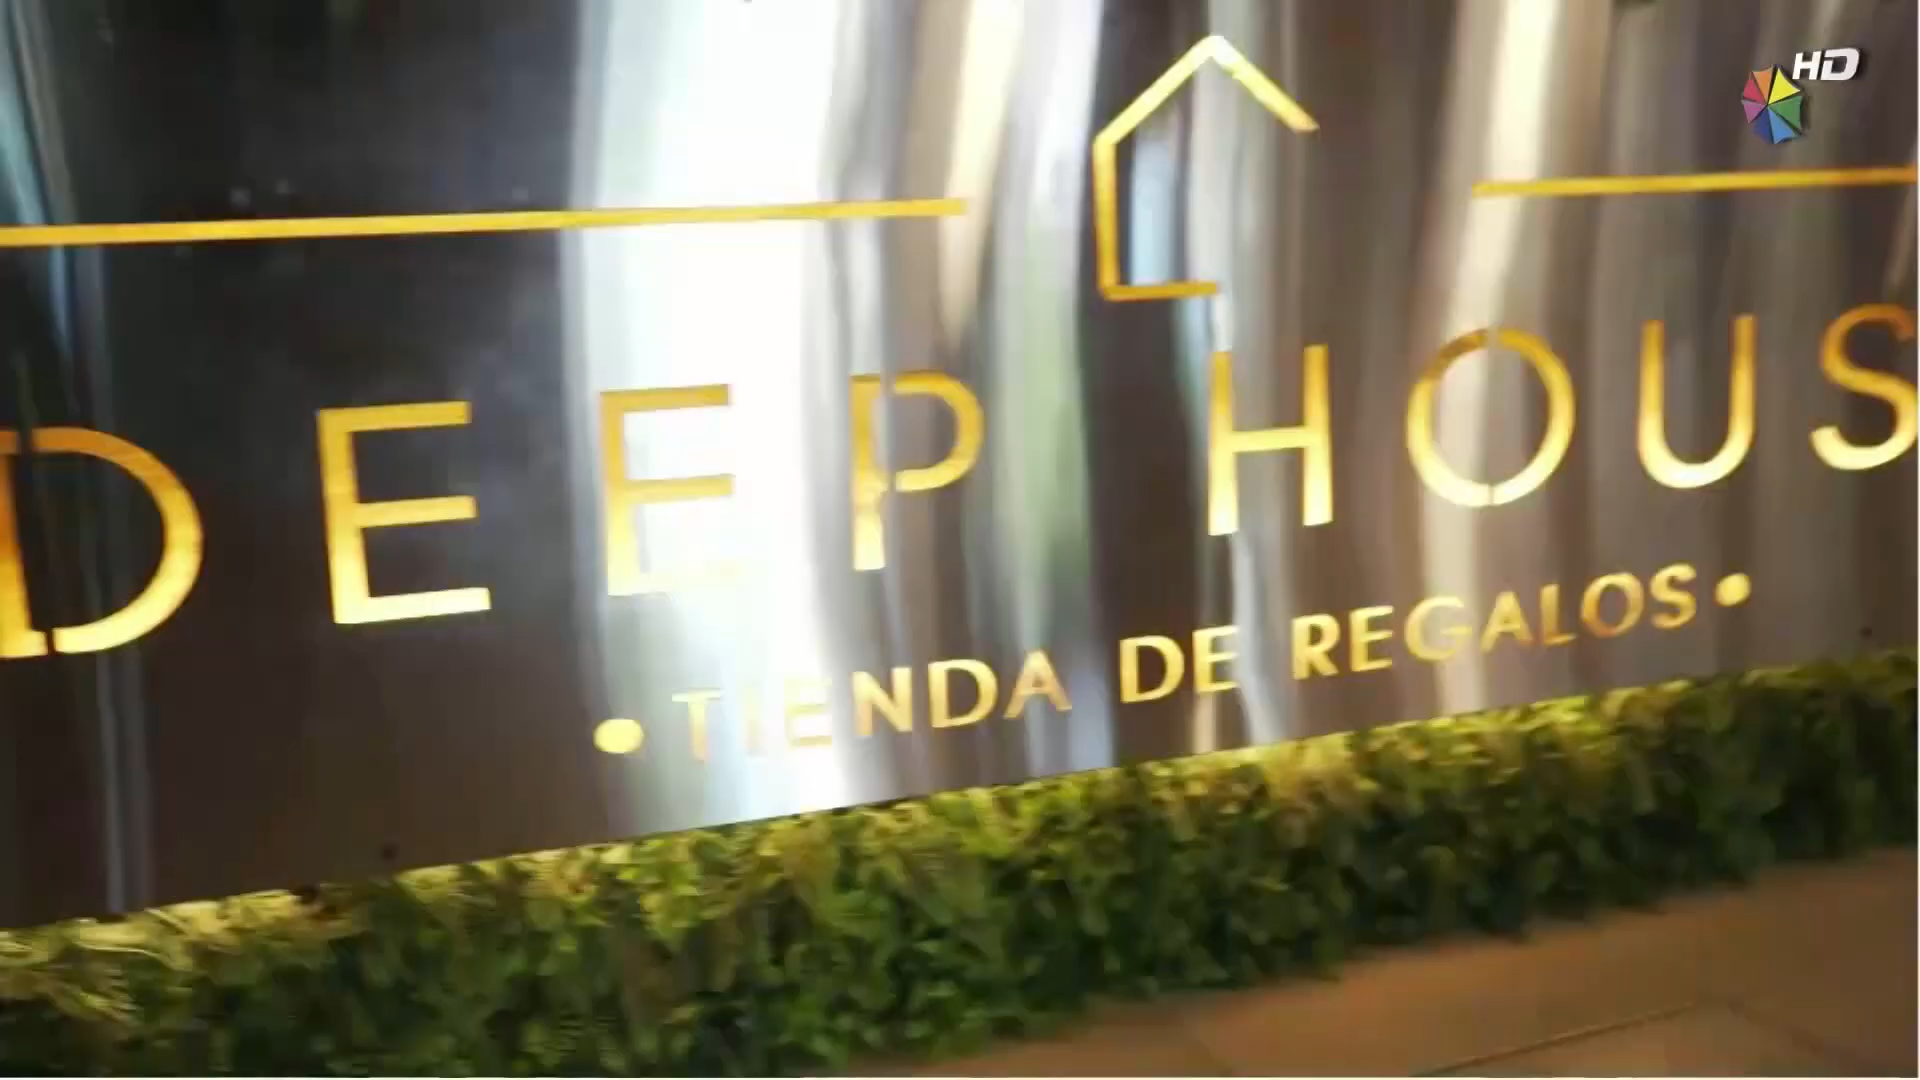 HD
DEEP HOUS
• TIENDA DE REGALOS •